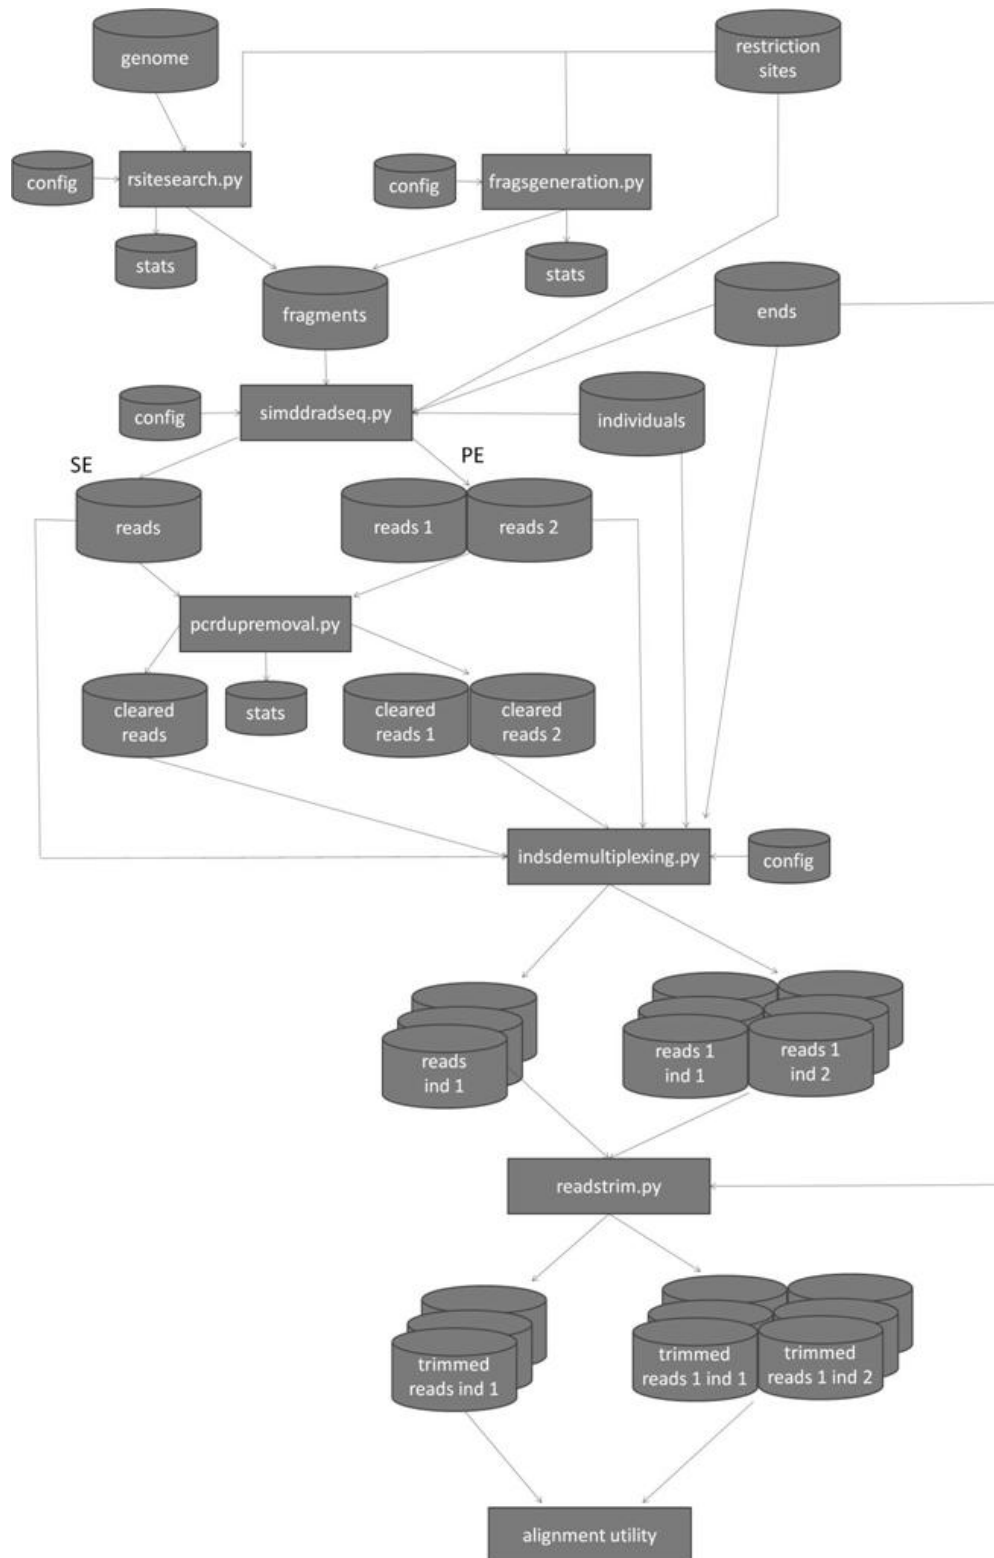 genome
restriction
sites
config
rsitesearch.py
config
fragsgeneration.py
stats
stats
fragments
ends
config
simddradseq.py
individuals
SE
PE
reads
reads 1
reads 2
pcrdupremoval.py
cleared
reads
stats
cleared
reads 1
cleared
reads 2
indsdemultiplexing.py
config
reads
ind 1
reads 1
ind 1
reads 1
ind 2
readstrim.py
trimmed
reads ind 1
trimmed
reads 1 ind 1
trimmed
reads 1 ind 2
alignment utility